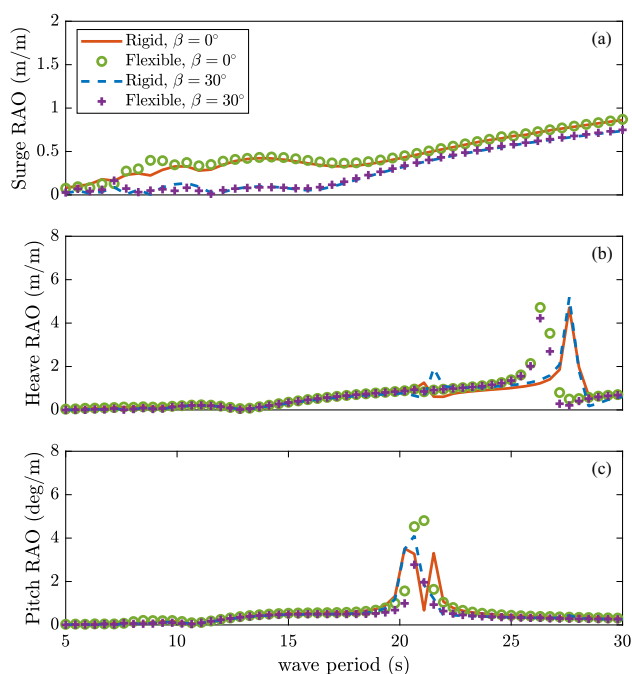 2
Rigid, β = 0°
Flexible, β = 0°
Rigid, β = 30°
Flexible, β = 30°
(a)
1.5
1
0.5
0
Surge RAO (m/m)
8
(b)
6
4
2
0
Heave RAO (m/m)
8
(c)
6
4
2
0
Pitch RAO (deg/m)
5 10 15 20 25 30
wave period (s)